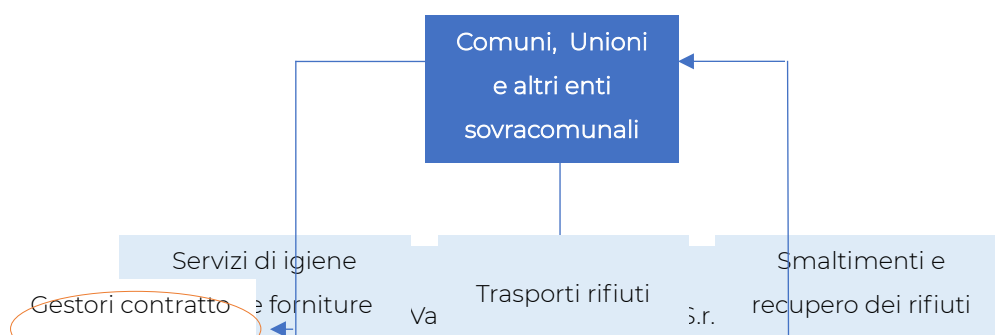 Comuni, Unioni
e altri enti
sovracomunali
Servizi di igiene
e forniture
Gestori contratto
Trasporti rifiuti
Smaltimenti e
recupero dei rifiuti
Va
S.r.